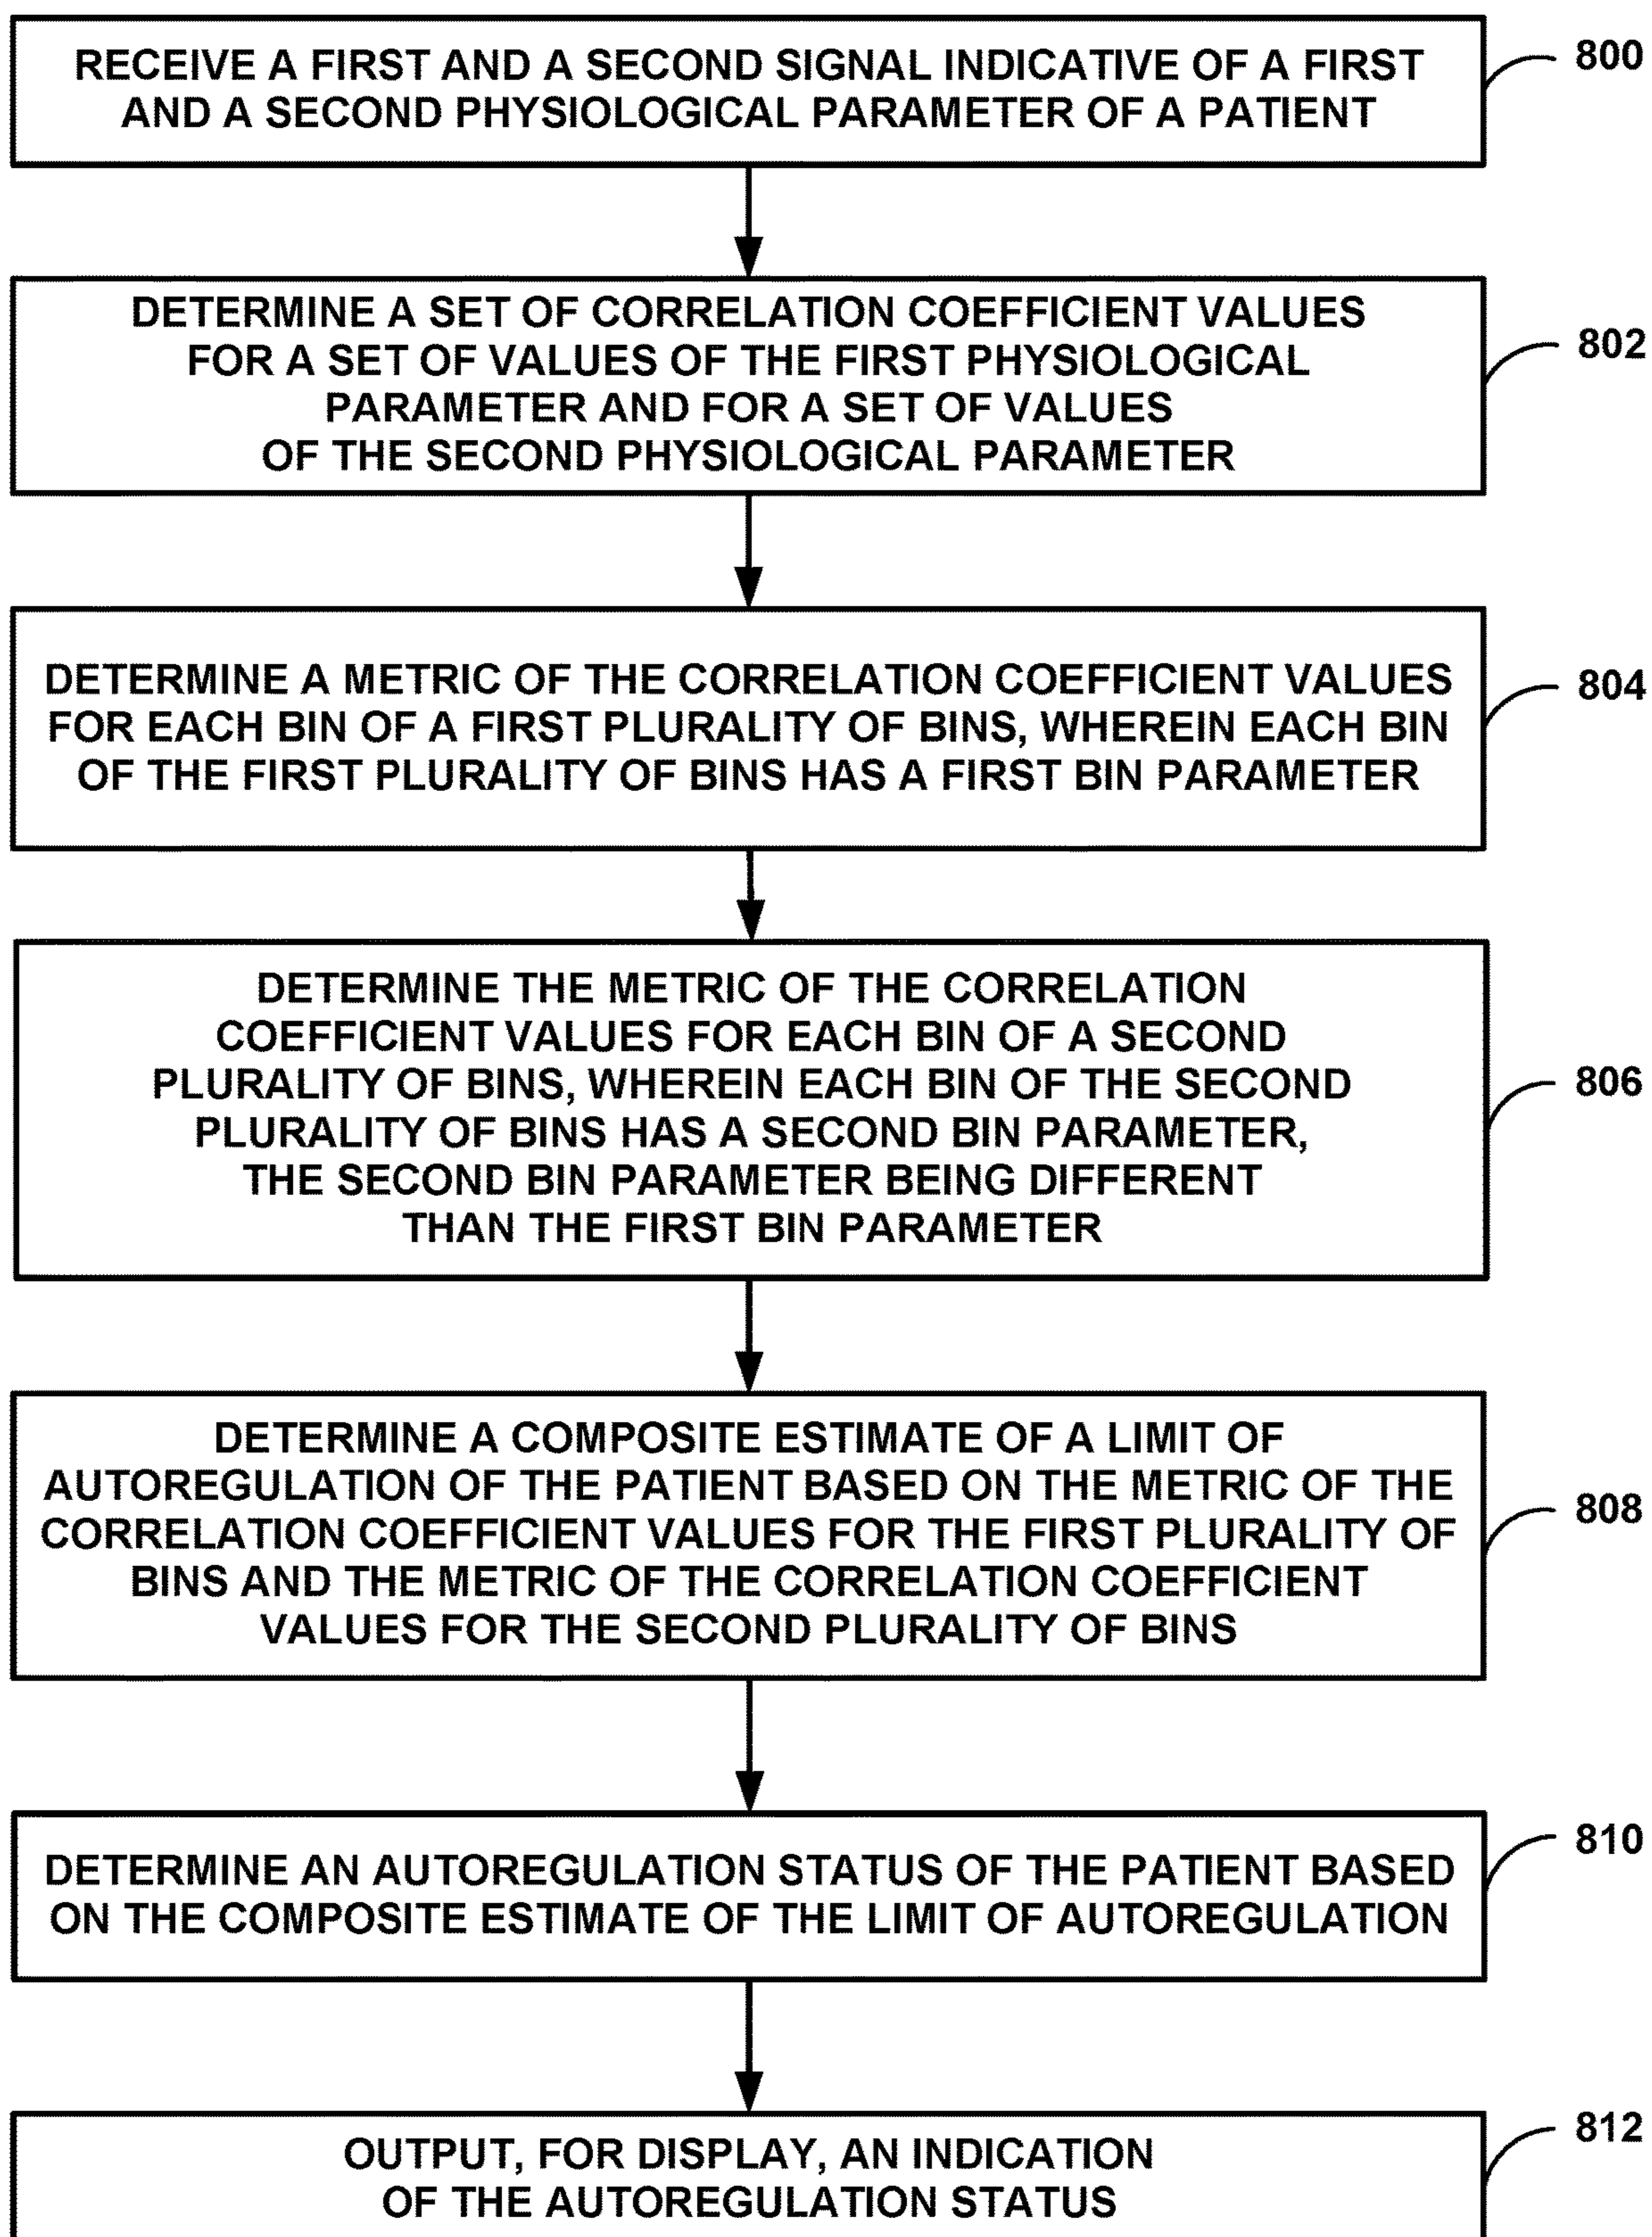 RECEIVE A FIRST AND A SECOND SIGNAL INDICATIVE OF A FIRST
AND A SECOND PHYSIOLOGICAL PARAMETER OF A PATIENT
800
DETERMINE A SET OF CORRELATION COEFFICIENT VALUES
FOR A SET OF VALUES OF THE FIRST PHYSIOLOGICAL
PARAMETER AND FOR A SET OF VALUES
OF THE SECOND PHYSIOLOGICAL PARAMETER
802
DETERMINE A METRIC OF THE CORRELATION COEFFICIENT VALUES
FOR EACH BIN OF A FIRST PLURALITY OF BINS, WHEREIN EACH BIN
OF THE FIRST PLURALITY OF BINS HAS A FIRST BIN PARAMETER
804
DETERMINE THE METRIC OF THE CORRELATION
COEFFICIENT VALUES FOR EACH BIN OF A SECOND
PLURALITY OF BINS, WHEREIN EACH BIN OF THE SECOND
PLURALITY OF BINS HAS A SECOND BIN PARAMETER,
THE SECOND BIN PARAMETER BEING DIFFERENT
THAN THE FIRST BIN PARAMETER
806
DETERMINE A COMPOSITE ESTIMATE OF A LIMIT OF
AUTOREGULATION OF THE PATIENT BASED ON THE METRIC OF THE
CORRELATION COEFFICIENT VALUES FOR THE FIRST PLURALITY OF
BINS AND THE METRIC OF THE CORRELATION COEFFICIENT
VALUES FOR THE SECOND PLURALITY OF BINS
808
DETERMINE AN AUTOREGULATION STATUS OF THE PATIENT BASED
ON THE COMPOSITE ESTIMATE OF THE LIMIT OF AUTOREGULATION
810
OUTPUT, FOR DISPLAY, AN INDICATION
OF THE AUTOREGULATION STATUS
812